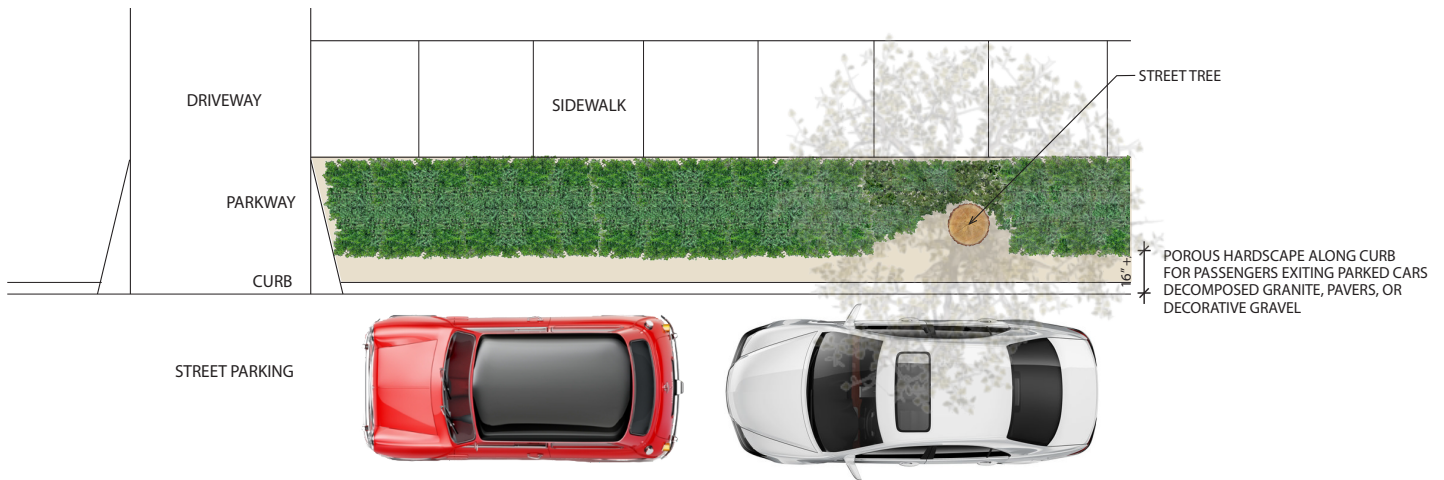 STREET TREE
DRIVEWAY
SIDEWALK
PARKWAY
16" +
POROUS HARDSCAPE ALONG CURB
FOR PASSENGERS EXITING PARKED CARS
DECOMPOSED GRANITE, PAVERS, OR
DECORATIVE GRAVEL
CURB
STREET PARKING